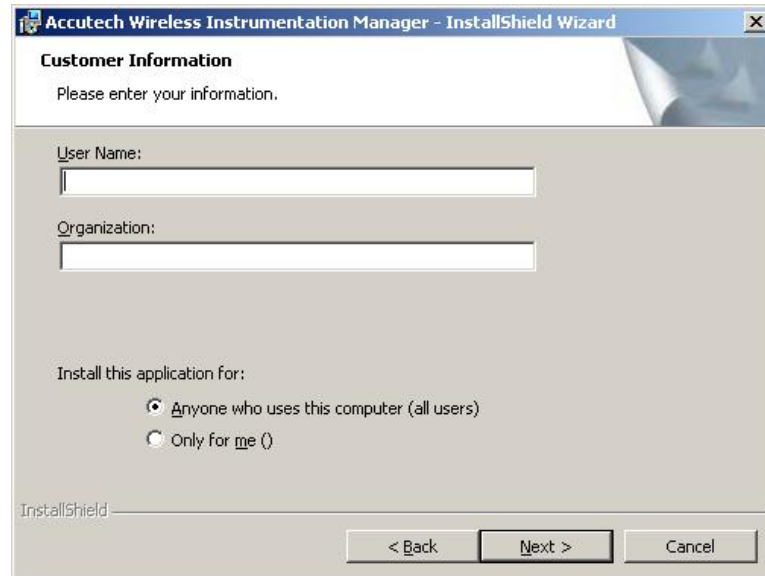 Accutech Wireless Instrumentation Manager - InstallShield Wizard
Customer Information
Please enter your information.
User Name:
Organization:
Install this application for:
Anyone who uses this computer (all users)
Only for me ()
InstallShield
< Back Next > Cancel